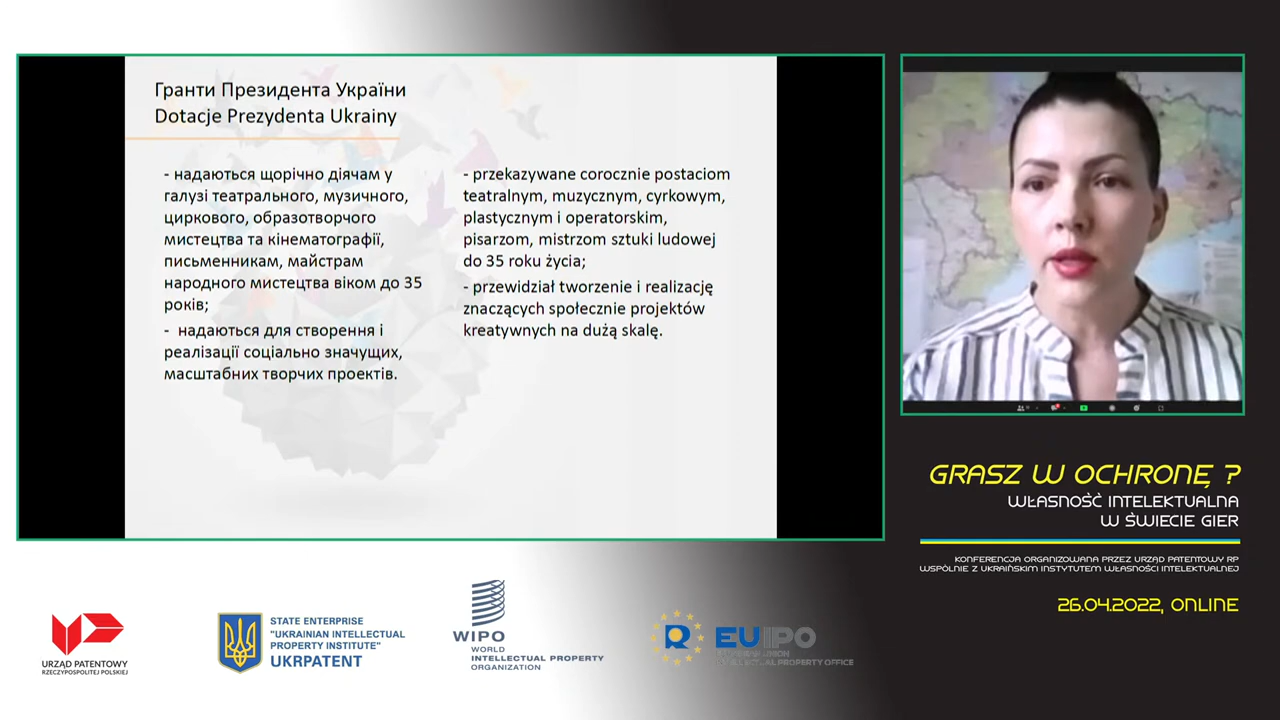 Гранти Президента України
Dotacje Prezydenta Ukrainy
- надаються щорічно діячам у
галузі театрального, музичного,
циркового, образотворчого
мистецтва та кінематографії,
письменникам, майстрам
народного мистецтва віком до 35
років;
- надаються для створення і
реалізації соціально значущих,
масштабних творчих проектів.
- przekazywane corocznie postaciom
teatralnym, muzycznym, cyrkowym,
plastycznym i operatorskim,
pisarzom, mistrzom sztuki ludowej
do 35 roku życia;
- przewidział tworzenie i realizację
znaczących społecznie projektów
kreatywnych na dużą skalę.
GRASZ W OCHRONĘ ?
WŁASNOŚĆ INTELEKTUALNA
W ŚWIECIE GIER
KONFERENCJA ORGANIZOWANA PRZEZ URZĄD PATENTOWY RP
WSPÓLNIE Z UKRAIŃSKIM INSTYTUTEM WŁASNOŚCI INTELEKTUALNEJ
26.04.2022, ONLINE
URZĄD PATENTOWY
RZECZYPOSPOLITEJ POLSKIEJ
STATE ENTERPRISE
"UKRAINIAN INTELLECTUAL
PROPERTY INSTITUTE"
UKRPATENT
WIPO
WORLD
INTELLECTUAL PROPERTY
ORGANIZATION
R
EUIPO
INTELLECTUAL PROPERTY OFFICE